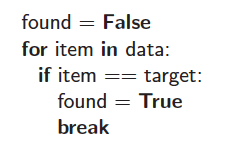 found = False
for item in data:
  if item == target:
    found = True
    break